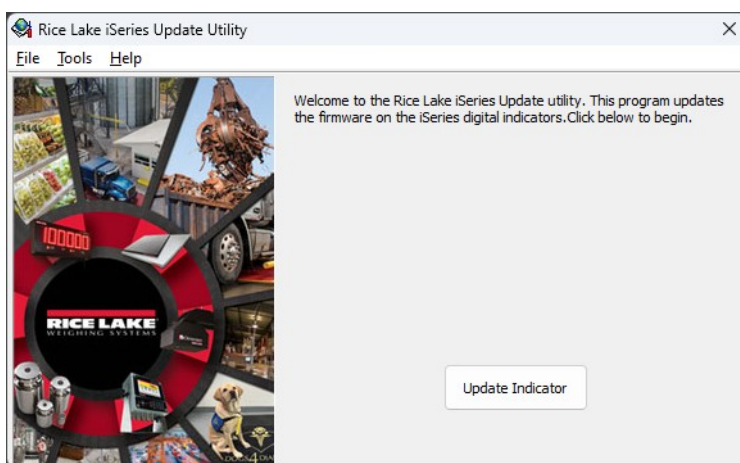 Rice Lake iSeries Update Utility
File Tools Help
Welcome to the Rice Lake iSeries Update utility. This program updates
the firmware on the iSeries digital indicators.Click below to begin.
100000
RICE LAKE
WEIGHING SYSTEMS
Update Indicator